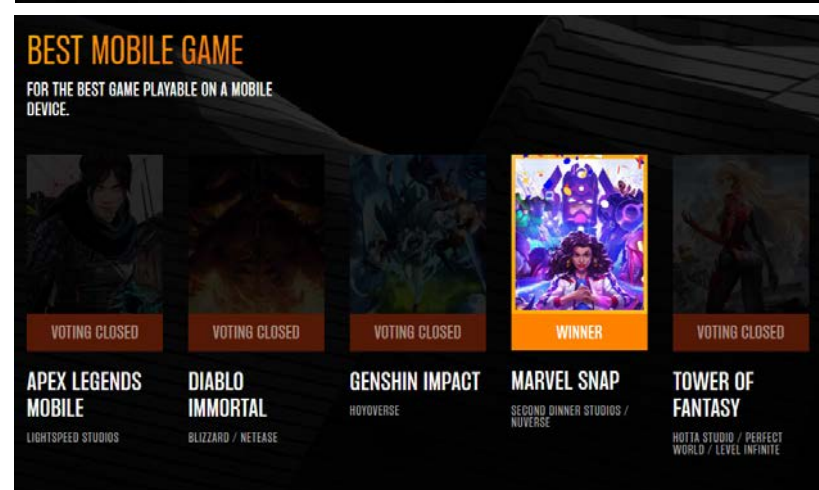 BEST MOBILE GAME
FOR THE BEST GAME PLAYABLE ON A MOBILE
DEVICE.
VOTING CLOSED
VOTING CLOSED
VOTING CLOSED
WINNER
VOTING CLOSED
APEX LEGENDS
MOBILE
LIGHTSPEED STUDIOS
DIABLO
IMMORTAL
BLIZZARD / NETEASE
GENSHIN IMPACT
HOYOVERSE
MARVEL SNAP
SECOND DINNER STUDIOS /
NUVERSE
TOWER OF
FANTASY
HOTTA STUDIO / PERFECT
WORLD / LEVEL INFINITE